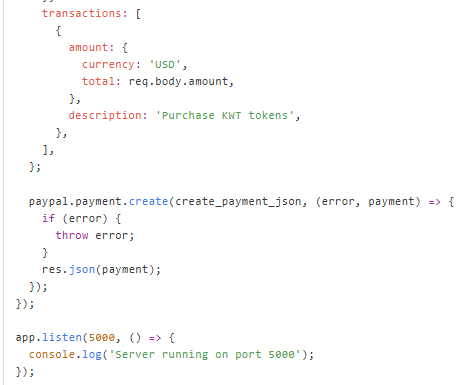 transactions: [
{
amount: {
currency: 'USD',
total: req.body.amount,
},
description: 'Purchase KWT tokens',
},
],
};
paypal.payment.create(create_payment_json, (error, payment) => {
if (error) {
throw error;
}
res.json(payment);
});
});
app.listen(5000, () => {
console.log('Server running on port 5000');
});